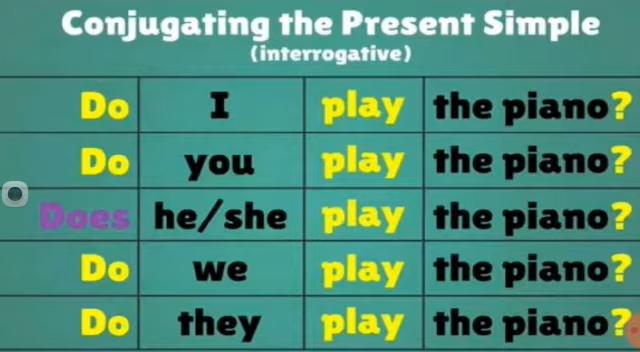 Conjugating the Present Simple
(interrogative)
Do I play the piano?
Do you play the piano?
Does he/she play the piano?
Do we play the piano?
Do they play the piano?